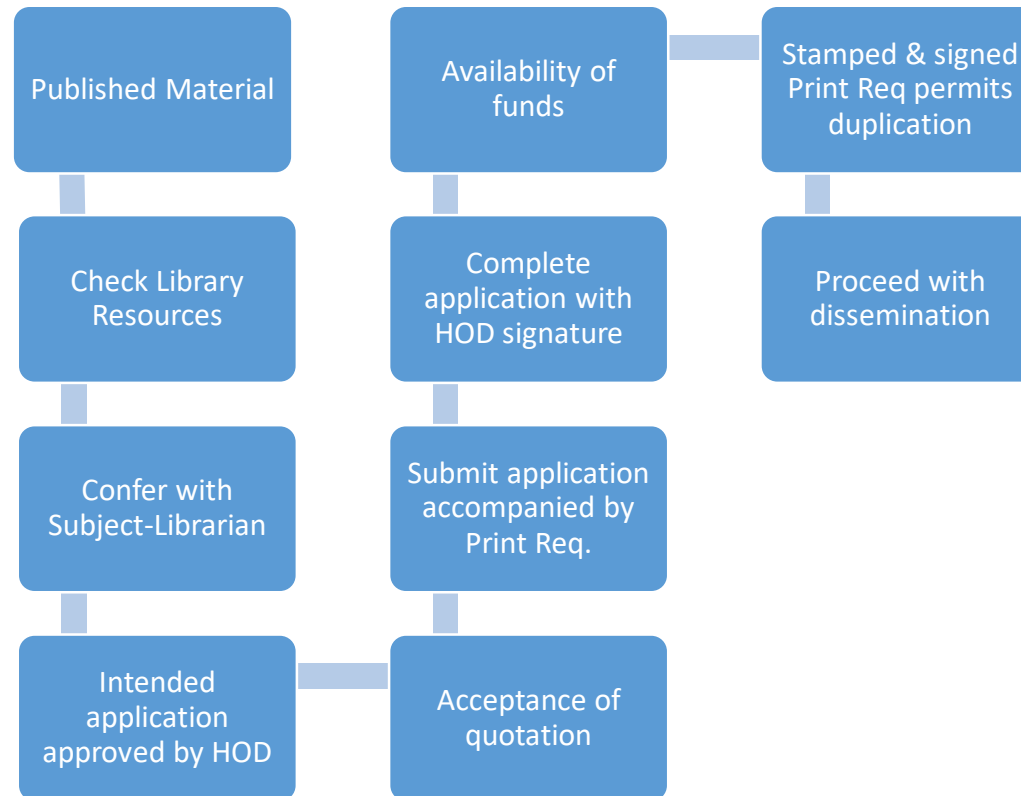 Published Material
Check Library
Resources
Confer with
Subject-Librarian
Intended
application
approved by HOD
Acceptance of
quotation
Submit application
accompanied by
Print Req.
Complete
application with
HOD signature
Availability of
funds
Stamped & signed
Print Req permits
duplication
Proceed with
dissemination